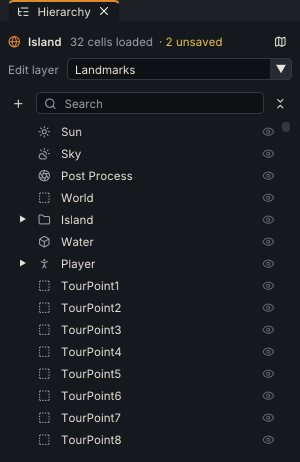 Hierarchy
Island 32 cells loaded · 2 unsaved
Edit layer Landmarks
Search
Sun
Sky
Post Process
World
Island
Water
Player
TourPoint1
TourPoint2
TourPoint3
TourPoint4
TourPoint5
TourPoint6
TourPoint7
TourPoint8